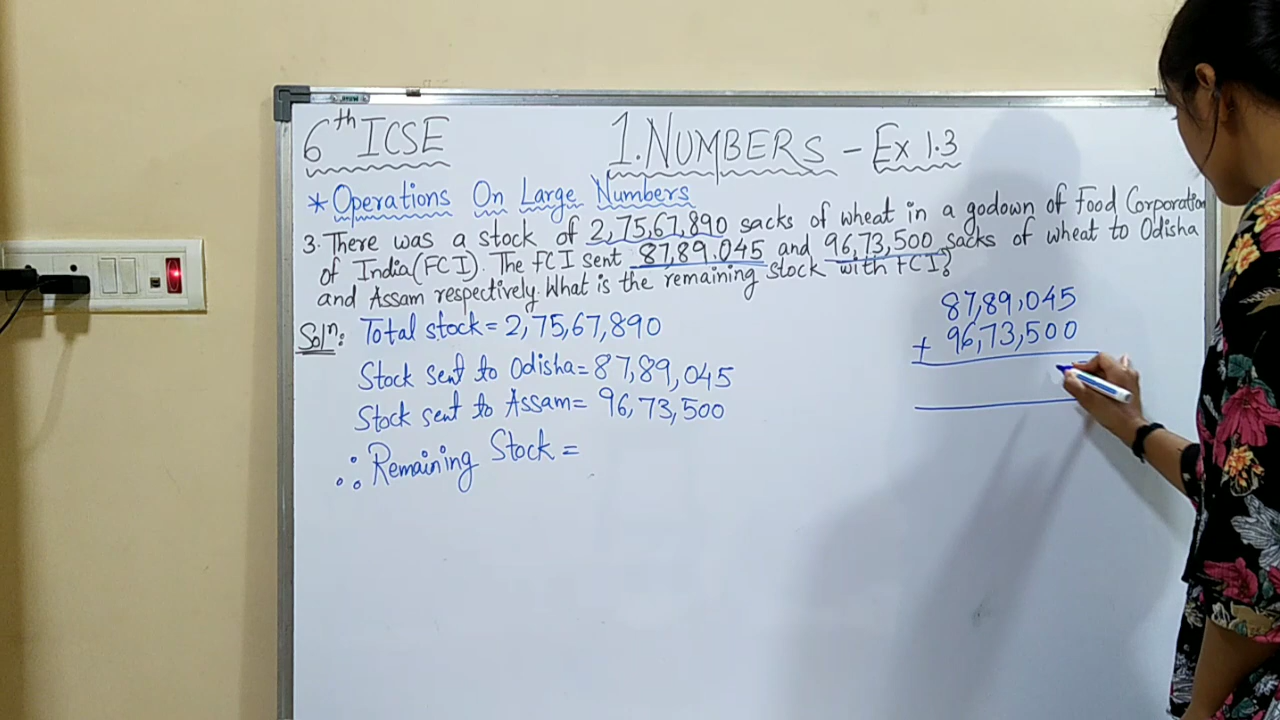 6th ICSE
1. NUMBERS - Ex 1.3
* Operations On Large Numbers
3. There was a stock of 2,75,67,890 sacks of wheat in a godown of Food Corporation
of India (FCI). The FCI sent 87,89,045 and 96,73,500 sacks of wheat to Odisha
and Assam respectively. What is the remaining stock with FCI?
Solⁿ: Total stock = 2,75,67,890
Stock sent to Odisha = 87,89,045
Stock sent to Assam = 96,73,500
∴ Remaining Stock =
87,89,045
+ 96,73,500